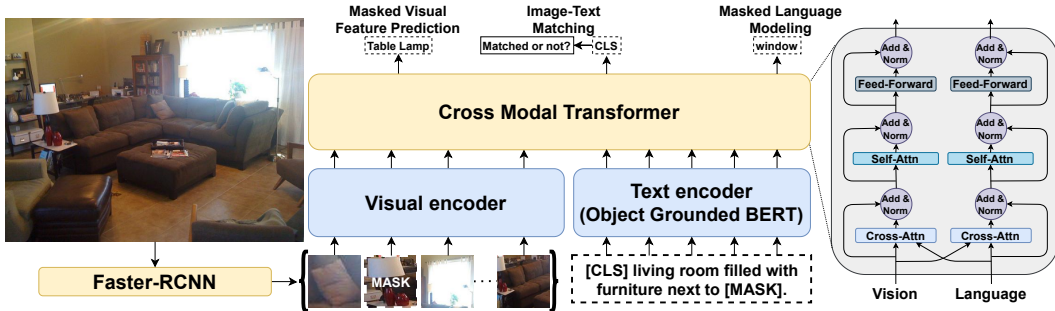 Masked Visual
Feature Prediction
Table Lamp
Image-Text
Matching
Matched or not?
CLS
Masked Language
Modeling
window
Cross Modal Transformer
Visual encoder
Text encoder
(Object Grounded BERT)
Faster-RCNN
MASK
[CLS] living room filled with
furniture next to [MASK].
Add &
Norm
Add &
Norm
Feed-Forward
Feed-Forward
Add &
Norm
Add &
Norm
Self-Attn
Self-Attn
Add &
Norm
Add &
Norm
Cross-Attn
Cross-Attn
Vision
Language